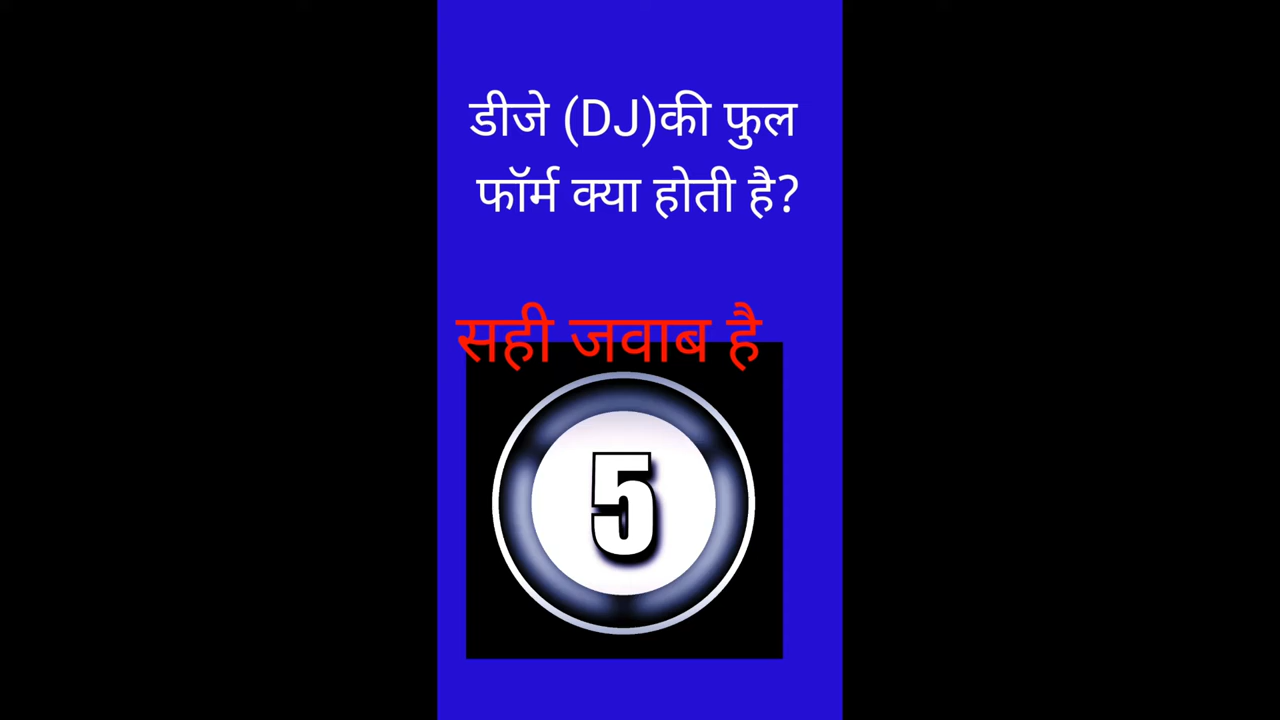 डीजे (DJ)की फुल
फॉर्म क्या होती है?
सही जवाब है
5